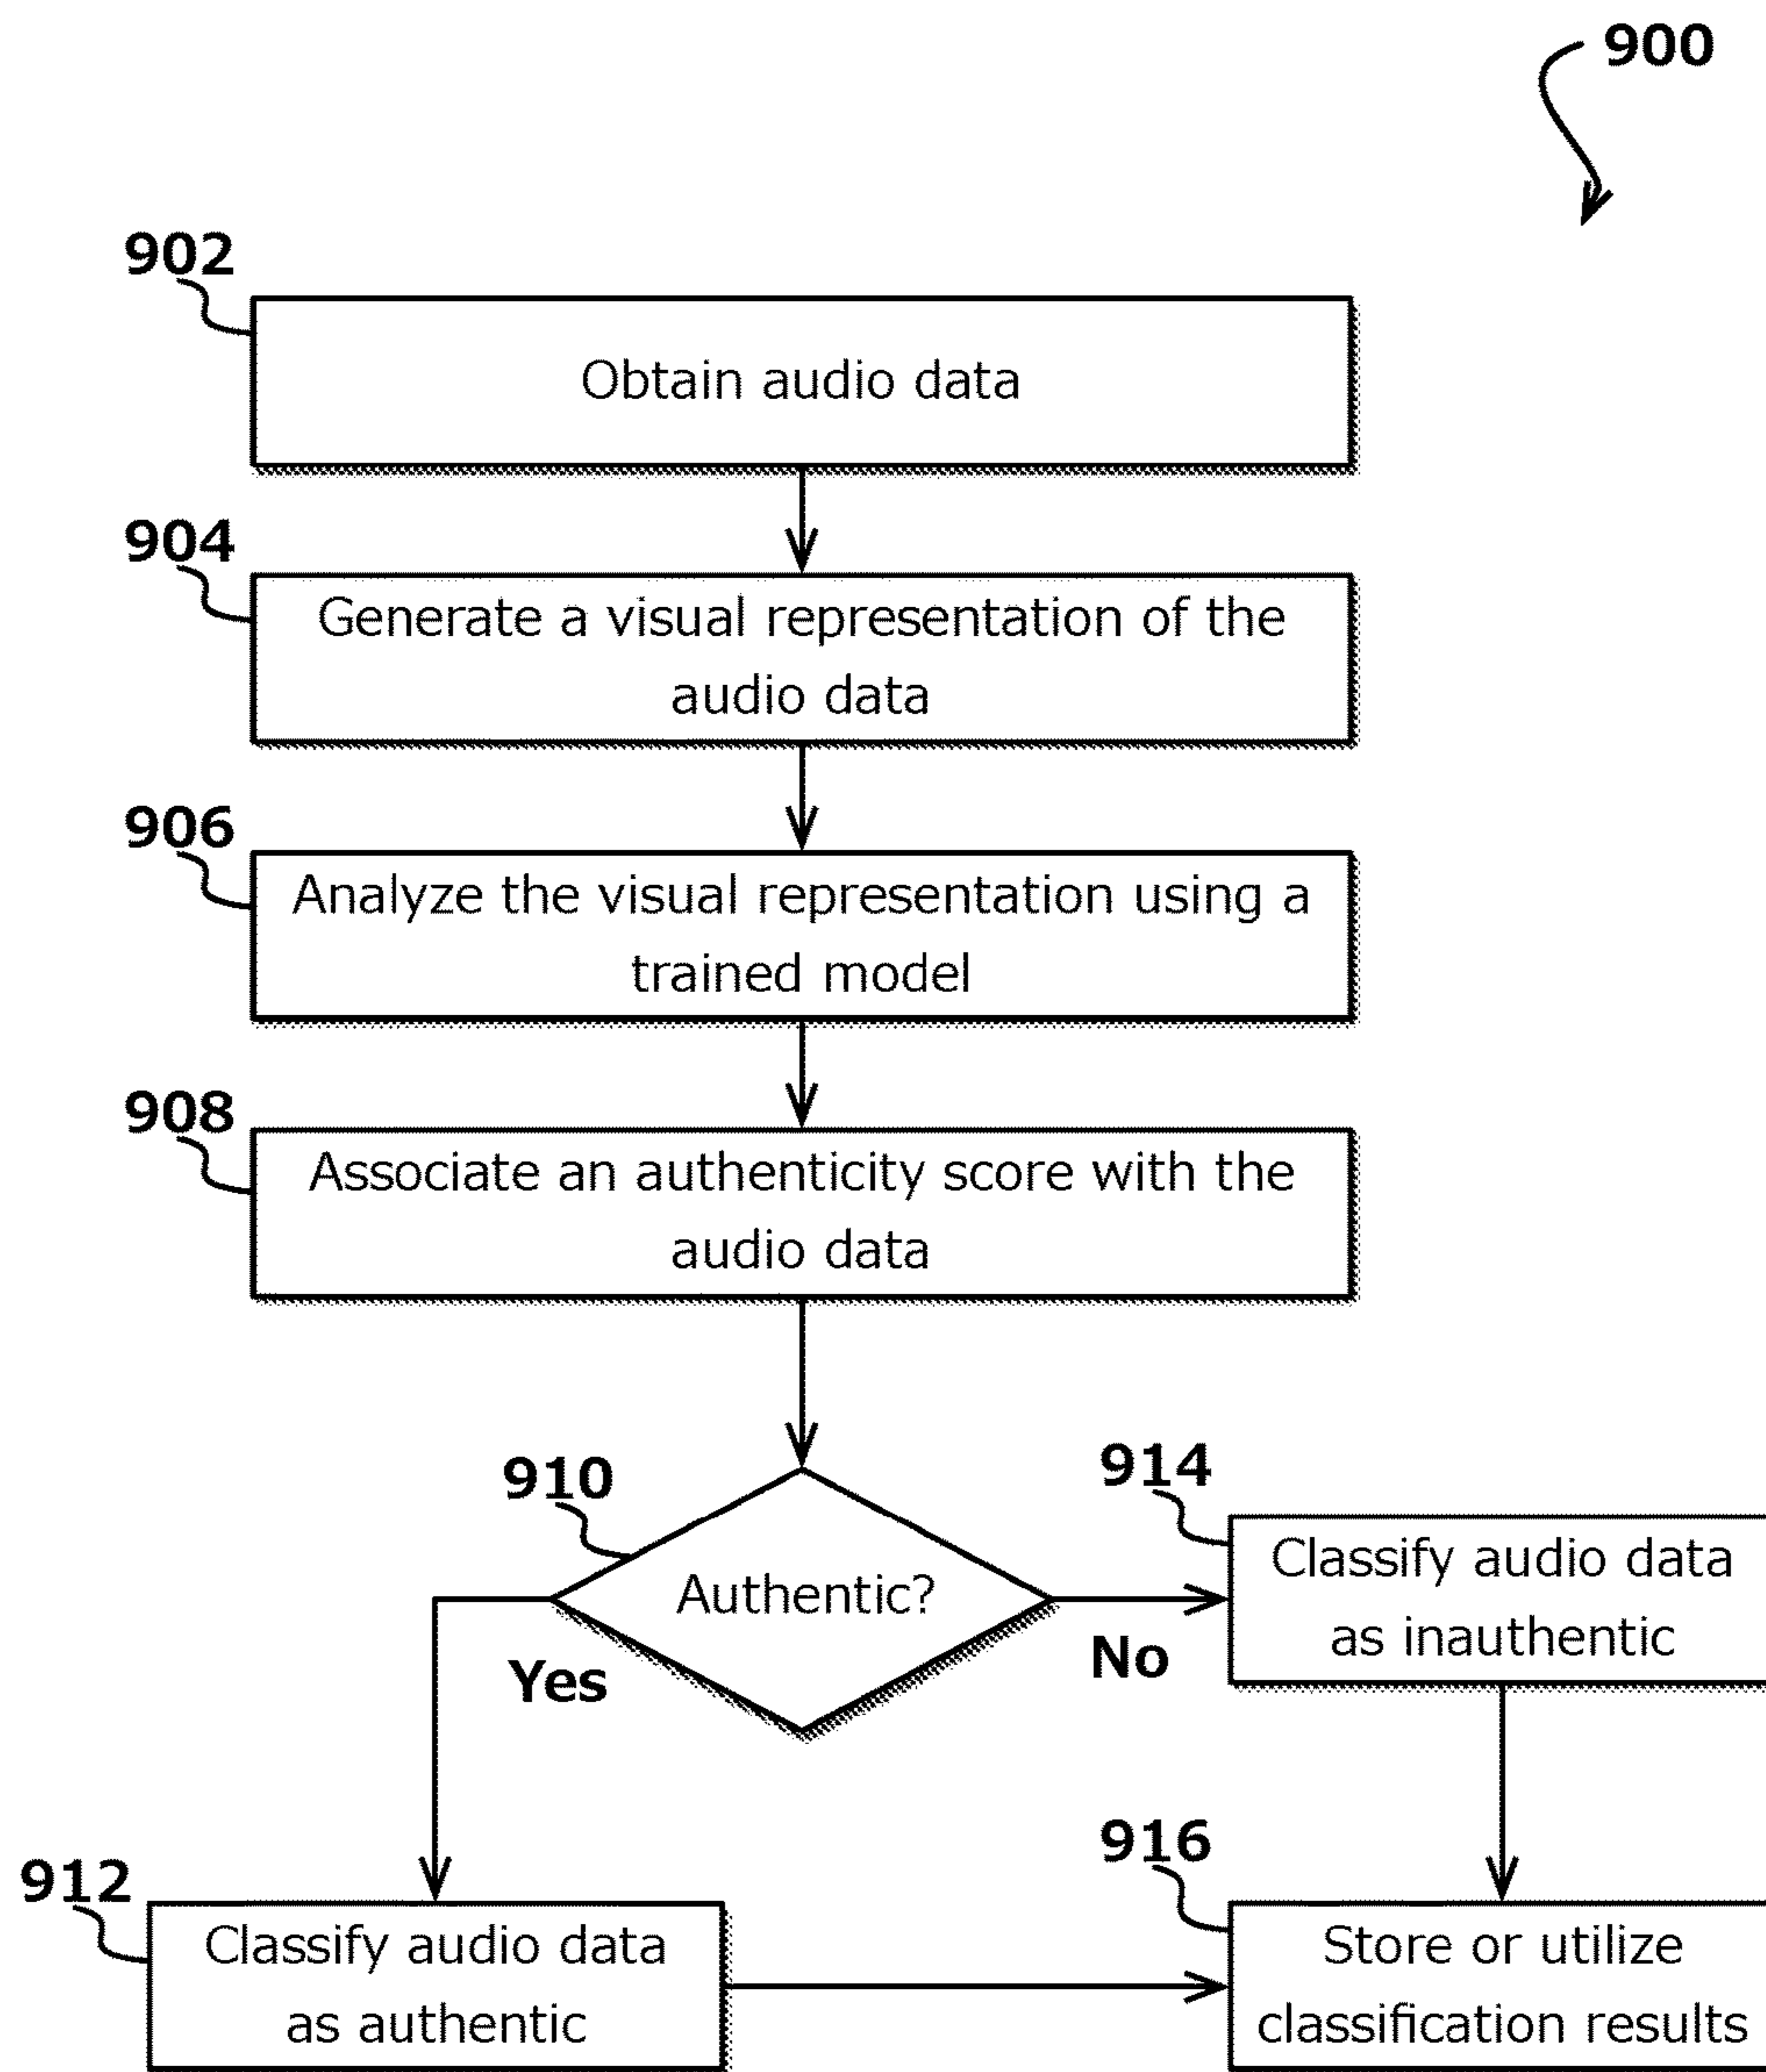 900
902
Obtain audio data
904
Generate a visual representation of the
audio data
906
Analyze the visual representation using a
trained model
908
Associate an authenticity score with the
audio data
910
Authentic?
Yes
No
914
Classify audio data
as inauthentic
912
Classify audio data
as authentic
916
Store or utilize
classification results